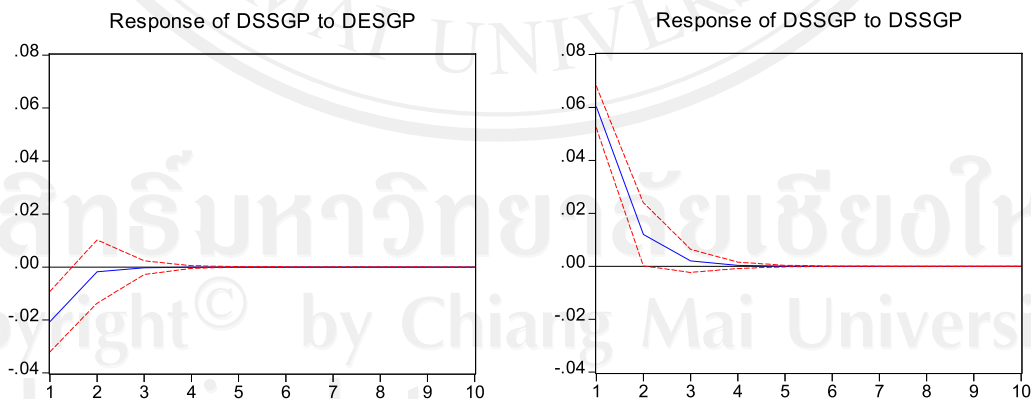 Response of DSSGP to DESGP
.08
.06
.04
.02
.00
-.02
-.04
1 2 3 4 5 6 7 8 9 10
Response of DSSGP to DSSGP
.08
.06
.04
.02
.00
-.02
-.04
1 2 3 4 5 6 7 8 9 10
MAI UNIVER
สิทธิ์มหาวิทยาลัยเชียงให
pyright© by Chiang Mai Universi